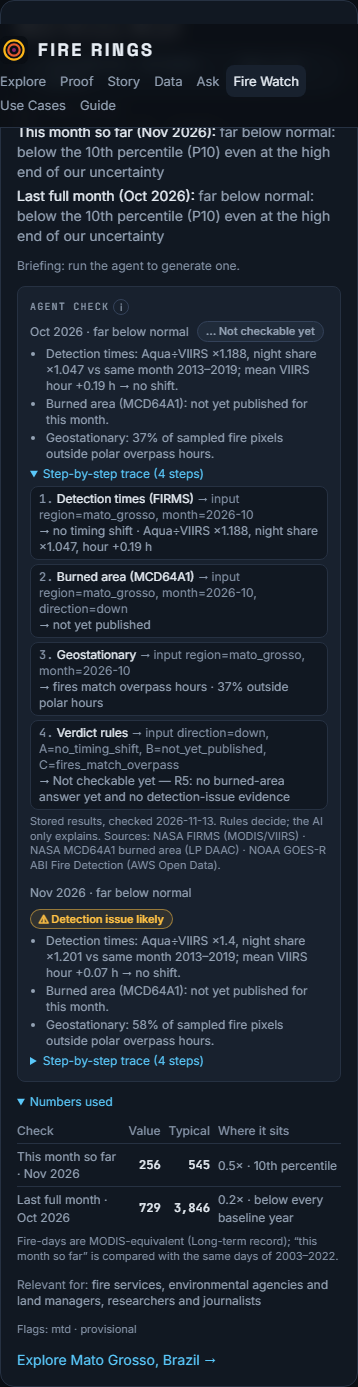 FIRE RINGS
Explore Proof Story Data Ask Fire Watch
Use Cases Guide
This month so far (Nov 2026): far below normal:
below the 10th percentile (P10) even at the high
end of our uncertainty
Last full month (Oct 2026): far below normal:
below the 10th percentile (P10) even at the high
end of our uncertainty
Briefing: run the agent to generate one.
AGENT CHECK i
Oct 2026 · far below normal … Not checkable yet
• Detection times: Aqua÷VIIRS ×1.188, night share
×1.047 vs same month 2013–2019; mean VIIRS
hour +0.19 h → no shift.
• Burned area (MCD64A1): not yet published for
this month.
• Geostationary: 37% of sampled fire pixels
outside polar overpass hours.
▼ Step-by-step trace (4 steps)
1. Detection times (FIRMS) → input
region=mato_grosso, month=2026-10
→ no timing shift · Aqua÷VIIRS ×1.188, night share
×1.047, hour +0.19 h
2. Burned area (MCD64A1) → input
region=mato_grosso, month=2026-10,
direction=down
→ not yet published
3. Geostationary → input region=mato_grosso,
month=2026-10
→ fires match overpass hours · 37% outside
polar hours
4. Verdict rules → input direction=down,
A=no_timing_shift, B=not_yet_published,
C=fires_match_overpass
→ Not checkable yet — R5: no burned-area
answer yet and no detection-issue evidence
Stored results, checked 2026-11-13. Rules decide; the AI
only explains. Sources: NASA FIRMS (MODIS/VIIRS) ·
NASA MCD64A1 burned area (LP DAAC) · NOAA GOES-R
ABI Fire Detection (AWS Open Data).
Nov 2026 · far below normal
⚠ Detection issue likely
• Detection times: Aqua÷VIIRS ×1.4, night share
×1.201 vs same month 2013–2019; mean VIIRS
hour +0.07 h → no shift.
• Burned area (MCD64A1): not yet published for
this month.
• Geostationary: 58% of sampled fire pixels
outside polar overpass hours.
▶ Step-by-step trace (4 steps)
▼ Numbers used
Check Value Typical Where it sits
This month so far
· Nov 2026 256 545 0.5× · 10th percentile
Last full month ·
Oct 2026 729 3,846 0.2× · below every
baseline year
Fire-days are MODIS-equivalent (Long-term record); “this
month so far” is compared with the same days of 2003–2022.
Relevant for: fire services, environmental agencies and
land managers, researchers and journalists
Flags: mtd · provisional
Explore Mato Grosso, Brazil →